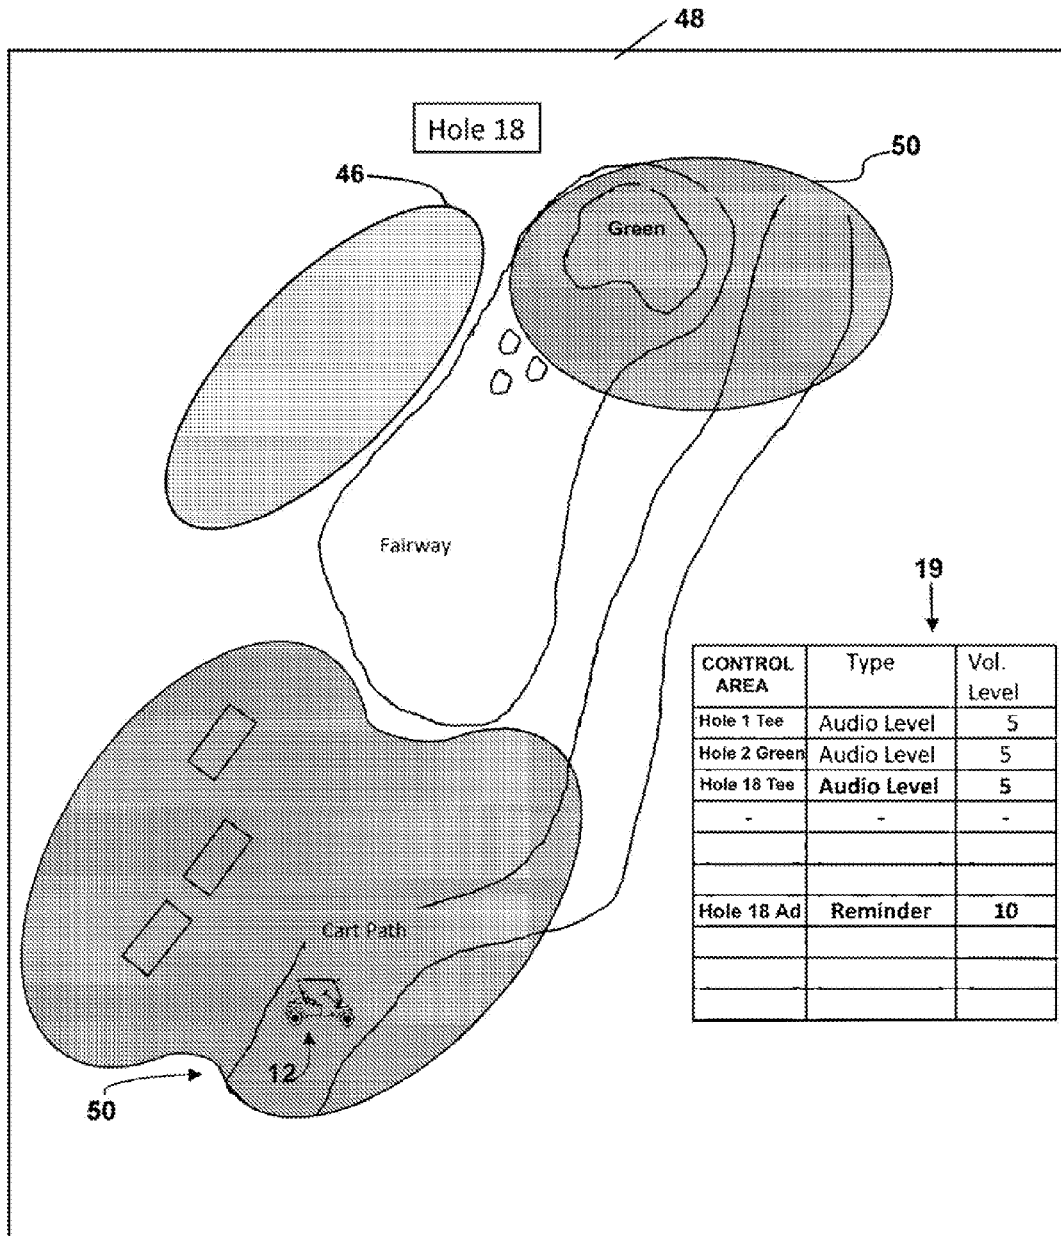 48
Hole 18
50
46
Green
Fairway
19
CONTROL AREA Type Vol. Level
Hole 1 Tee Audio Level 5
Hole 2 Green Audio Level 5
Hole 18 Tee Audio Level 5
- - -
Hole 18 Ad Reminder 10
Cart Path
12
50